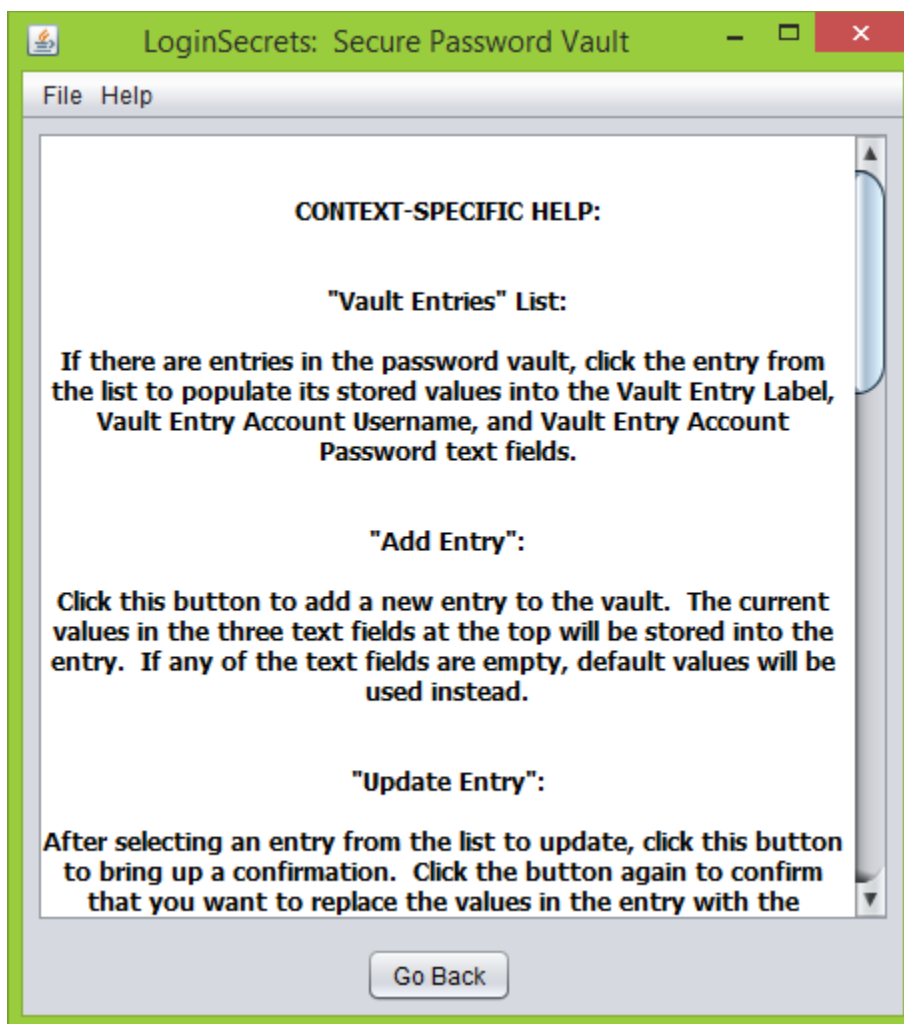 LoginSecrets:  Secure Password Vault
File  Help
CONTEXT-SPECIFIC HELP:
"Vault Entries" List:
If there are entries in the password vault, click the entry from
the list to populate its stored values into the Vault Entry Label,
Vault Entry Account Username, and Vault Entry Account
Password text fields.
"Add Entry":
Click this button to add a new entry to the vault.  The current
values in the three text fields at the top will be stored into the
entry.  If any of the text fields are empty, default values will be
used instead.
"Update Entry":
After selecting an entry from the list to update, click this button
to bring up a confirmation.  Click the button again to confirm
that you want to replace the values in the entry with the
Go Back